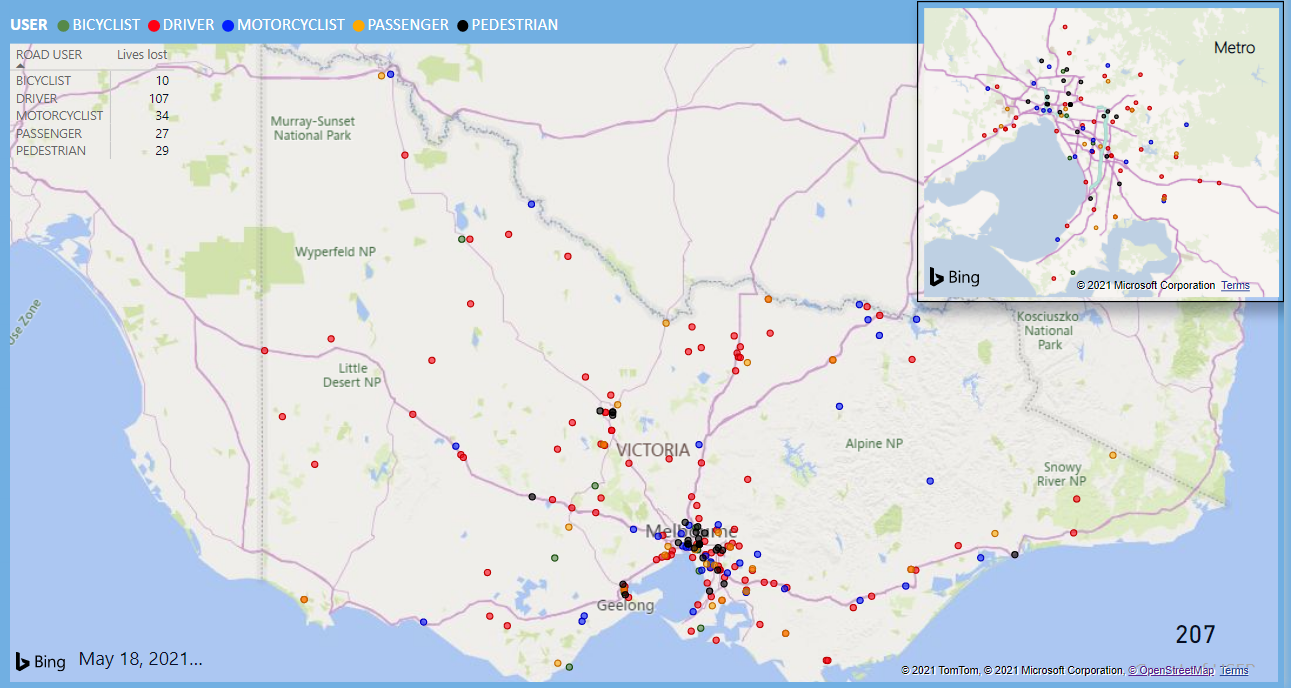 USER BICYCLIST DRIVER MOTORCYCLIST PASSENGER PEDESTRIAN
ROAD USER Lives lost
BICYCLIST 10
DRIVER 107
MOTORCYCLIST 34
PASSENGER 27
PEDESTRIAN 29
Metro
Bing
© 2021 Microsoft Corporation Terms
Murray-Sunset
National Park
Wyperfeld NP
use Zone
Little
Desert NP
Kosciuszko
National
Park
VICTORIA
Alpine NP
Snowy
River NP
Melbourne
Geelong
207
Bing May 18, 2021...
© 2021 TomTom, © 2021 Microsoft Corporation, © OpenStreetMap Terms